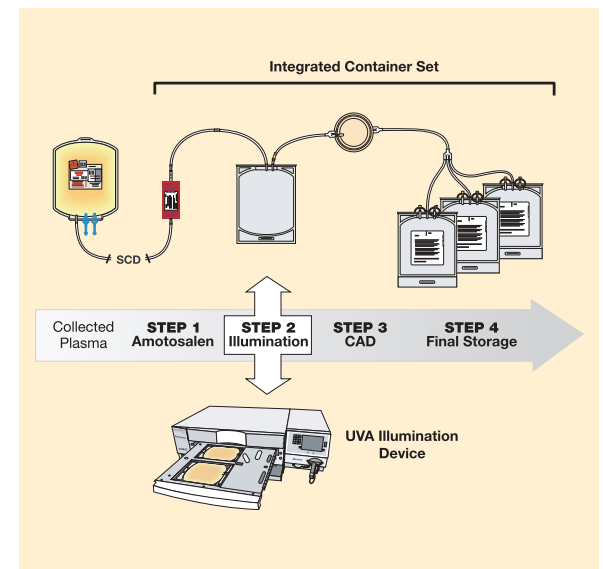 Integrated Container Set
SCD
Collected
Plasma
STEP 1
Amotosalen
STEP 2
Illumination
STEP 3
CAD
STEP 4
Final Storage
UVA Illumination
Device